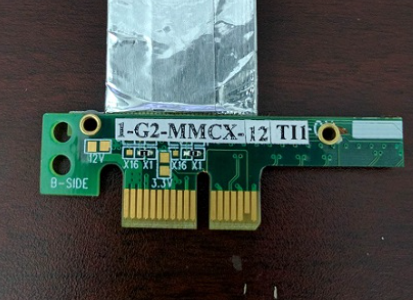 1-G2-MMCX-12 TI1
12V X16 X1 X16 X1
3.3V
B-SIDE